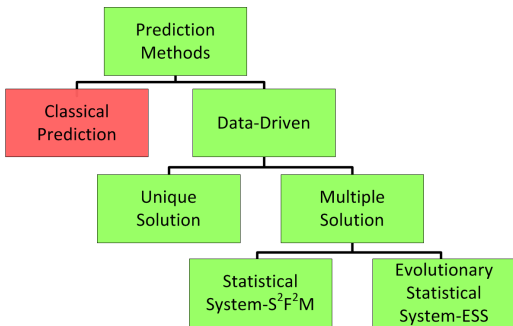 Prediction
Methods
Classical
Prediction
Data-Driven
Unique
Solution
Multiple
Solution
Statistical
System-S²F²M
Evolutionary
Statistical
System-ESS